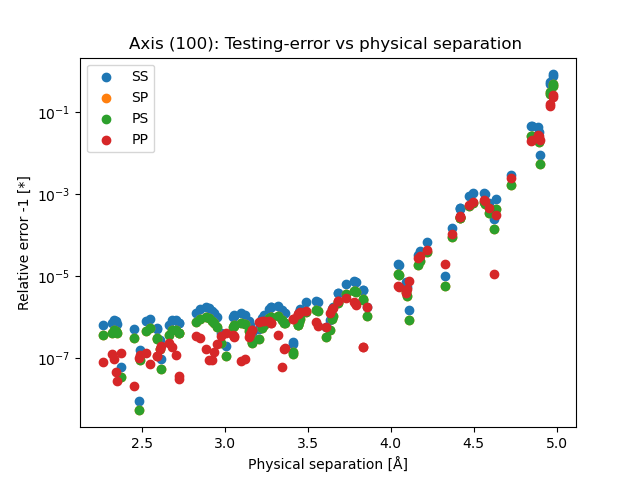 Axis (100): Testing-error vs physical separation
SS
SP
PS
PP
10⁻¹
10⁻³
10⁻⁵
10⁻⁷
Relative error -1 [*]
2.5 3.0 3.5 4.0 4.5 5.0
Physical separation [Å]